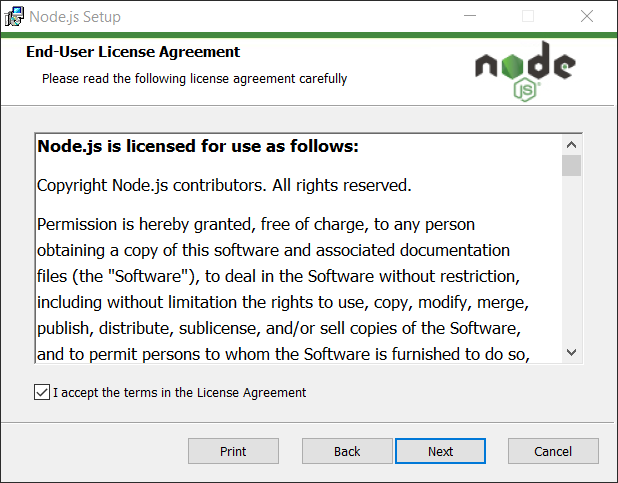 Node.js Setup
End-User License Agreement
Please read the following license agreement carefully
node
JS
Node.js is licensed for use as follows:
Copyright Node.js contributors. All rights reserved.
Permission is hereby granted, free of charge, to any person
obtaining a copy of this software and associated documentation
files (the "Software"), to deal in the Software without restriction,
including without limitation the rights to use, copy, modify, merge,
publish, distribute, sublicense, and/or sell copies of the Software,
and to permit persons to whom the Software is furnished to do so,
I accept the terms in the License Agreement
Print
Back
Next
Cancel